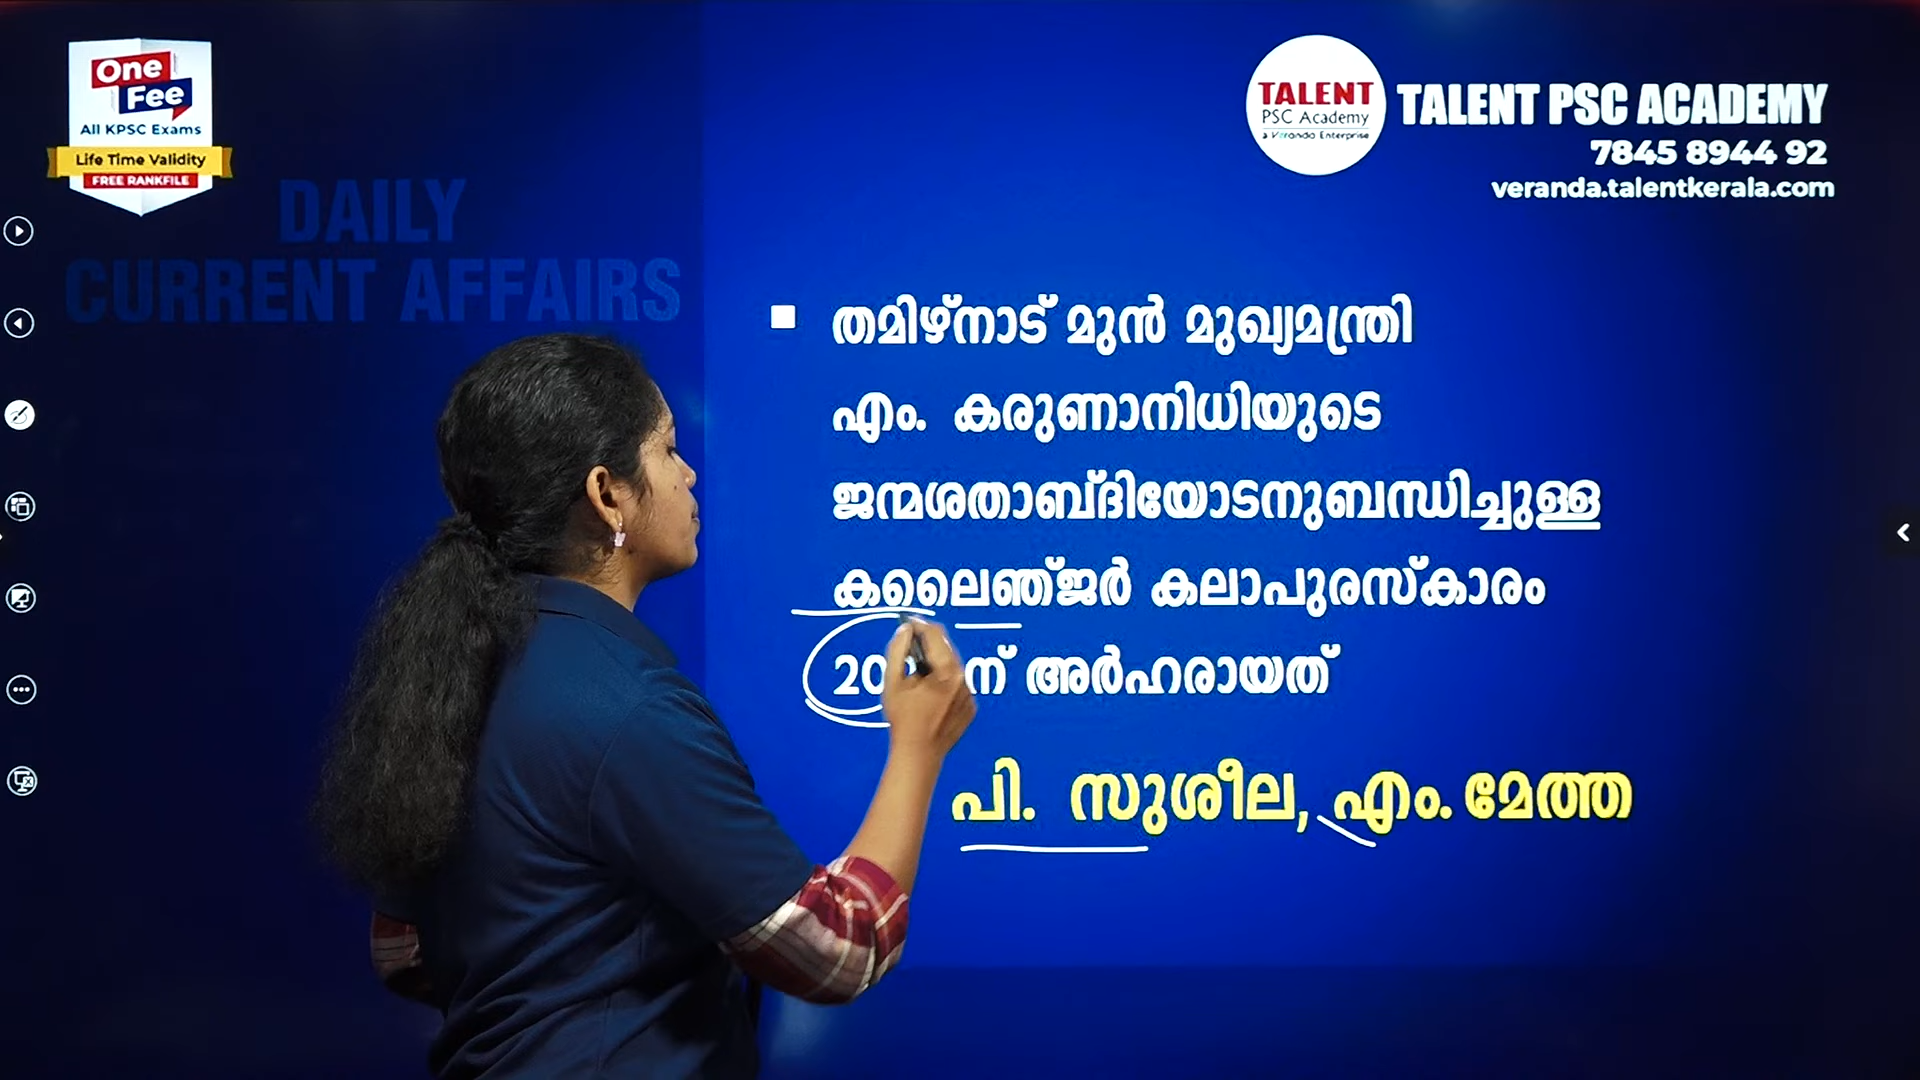 One
Fee
All KPSC Exams
Life Time Validity
FREE RANKFILE
TALENT
PSC Academy
a Veranda Enterprise
TALENT PSC ACADEMY
7845 8944 92
veranda.talentkerala.com
DAILY
CURRENT AFFAIRS
തമിഴ്നാട് മുൻ മുഖ്യമന്ത്രി
എം. കരുണാനിധിയുടെ
ജന്മശതാബ്ദിയോടനുബന്ധിച്ചുള്ള
കലൈഞ്ജർ കലാപുരസ്കാരം
അർഹരായത്
പി. സുശീല, എം. മേത്ത